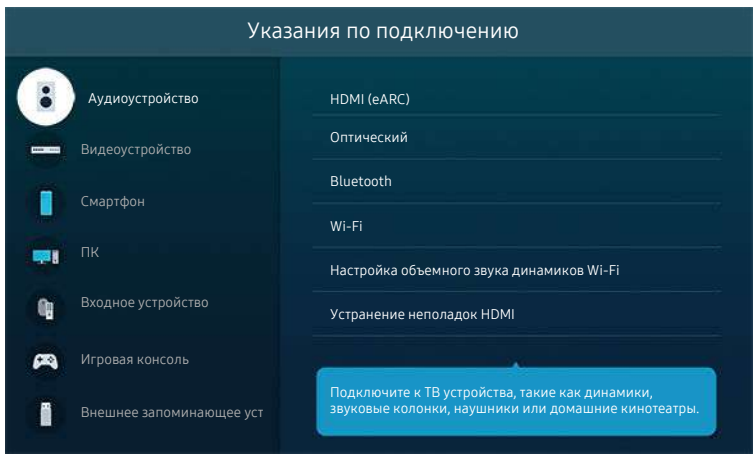 Указания по подключению
Аудиоустройство
Видеоустройство
Смартфон
ПК
Входное устройство
Игровая консоль
Внешнее запоминающее уст
HDMI (eARC)
Оптический
Bluetooth
Wi-Fi
Настройка объемного звука динамиков Wi-Fi
Устранение неполадок HDMI
Подключите к ТВ устройства, такие как динамики,
звуковые колонки, наушники или домашние кинотеатры.